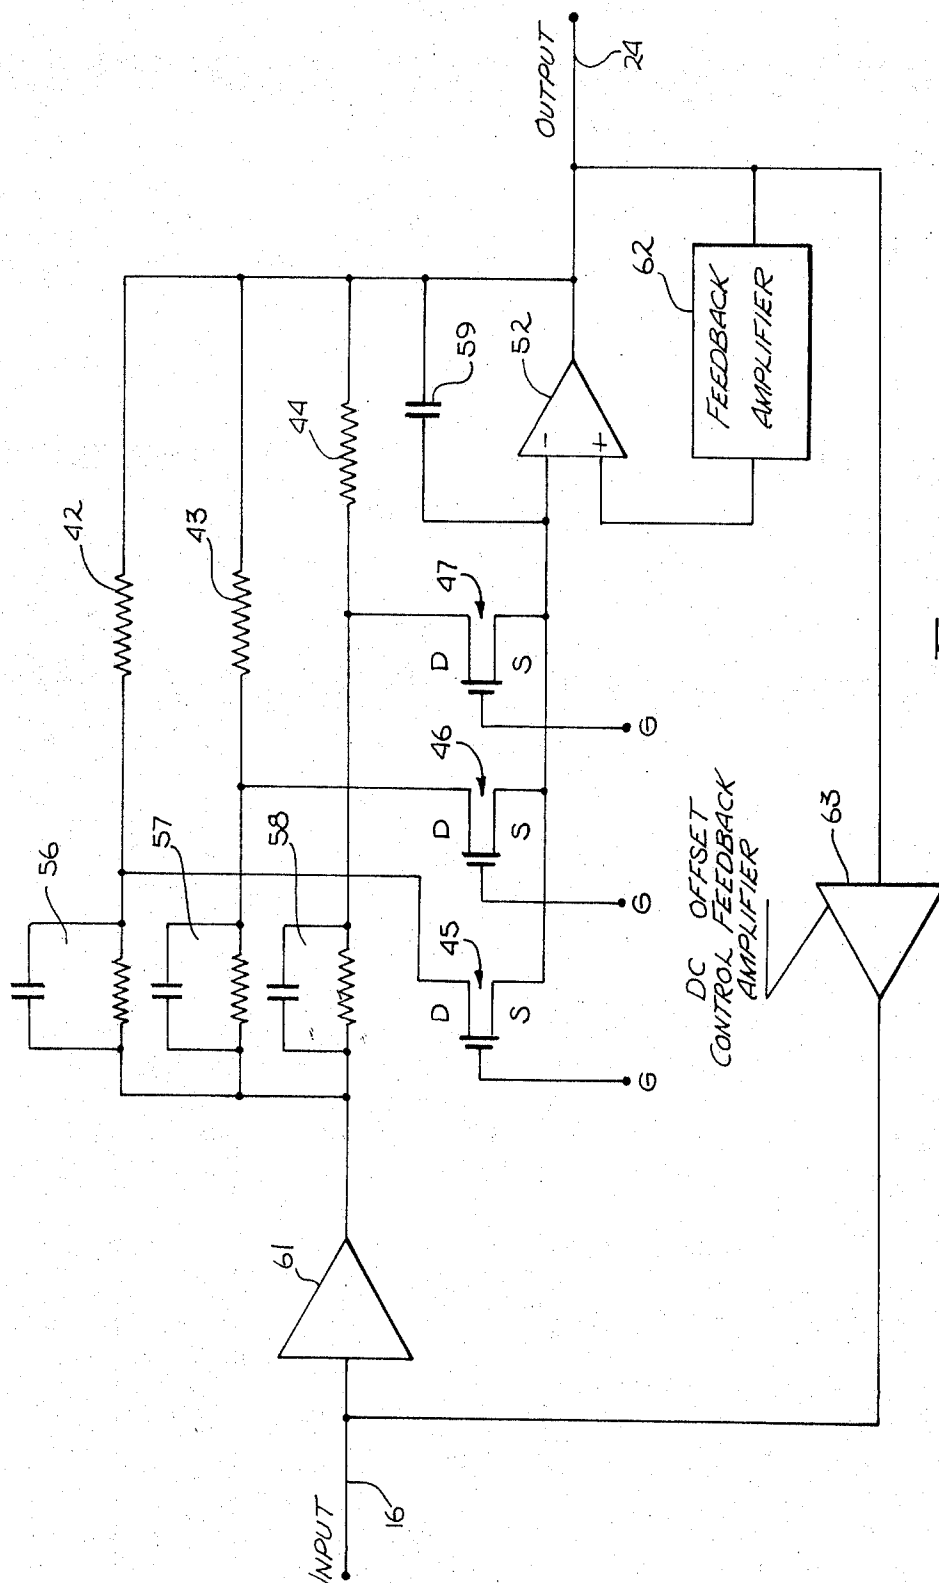 INPUT
16
61
56
57
58
42
43
44
59
45
46
47
D
S
G
D
S
G
D
S
G
-
+
52
OUTPUT
24
62
FEEDBACK
AMPLIFIER
DC OFFSET
CONTROL FEEDBACK
AMPLIFIER
63